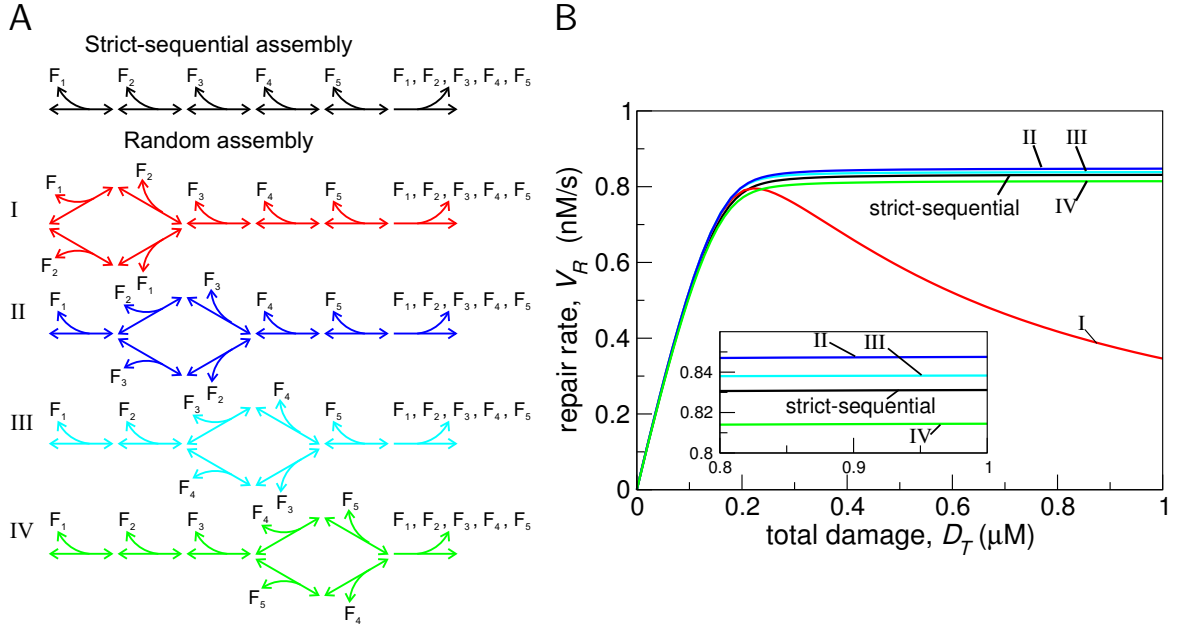 A
Strict-sequential assembly
F1 F2 F3 F4 F5 F1, F2, F3, F4, F5
Random assembly
I
F1 F2 F3 F4 F5 F1, F2, F3, F4, F5
F2 F1
II
F1 F2 F3 F4 F5 F1, F2, F3, F4, F5
F3 F2
III
F1 F2 F3 F4 F5 F1, F2, F3, F4, F5
F4 F3
IV
F1 F2 F3 F4 F5 F1, F2, F3, F4, F5
F5 F4
B
repair rate, VR (nM/s)
1
0.8
0.6
0.4
0.2
0
II III
strict-sequential IV
I
II III
strict-sequential
IV
0.84
0.82
0.8
0.8 0.9 1
0 0.2 0.4 0.6 0.8 1
total damage, DT (μM)